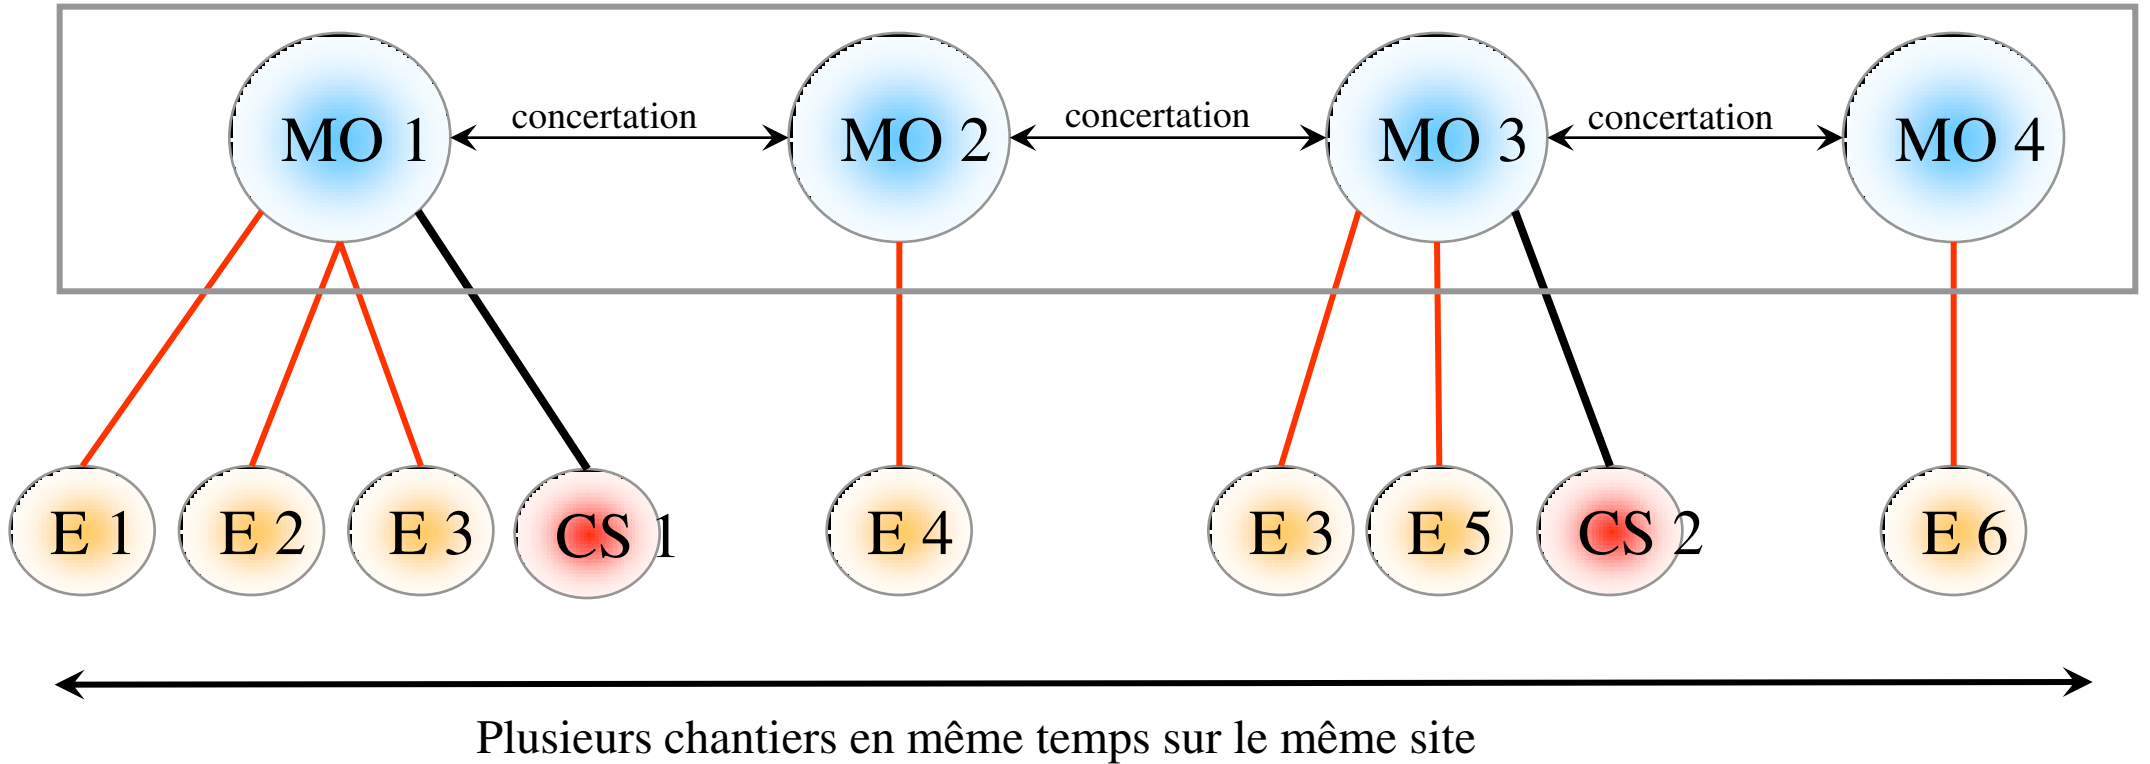 MO 1
concertation
MO 2
concertation
MO 3
concertation
MO 4
E 1
E 2
E 3
CS 1
E 4
E 3
E 5
CS 2
E 6
Plusieurs chantiers en même temps sur le même site